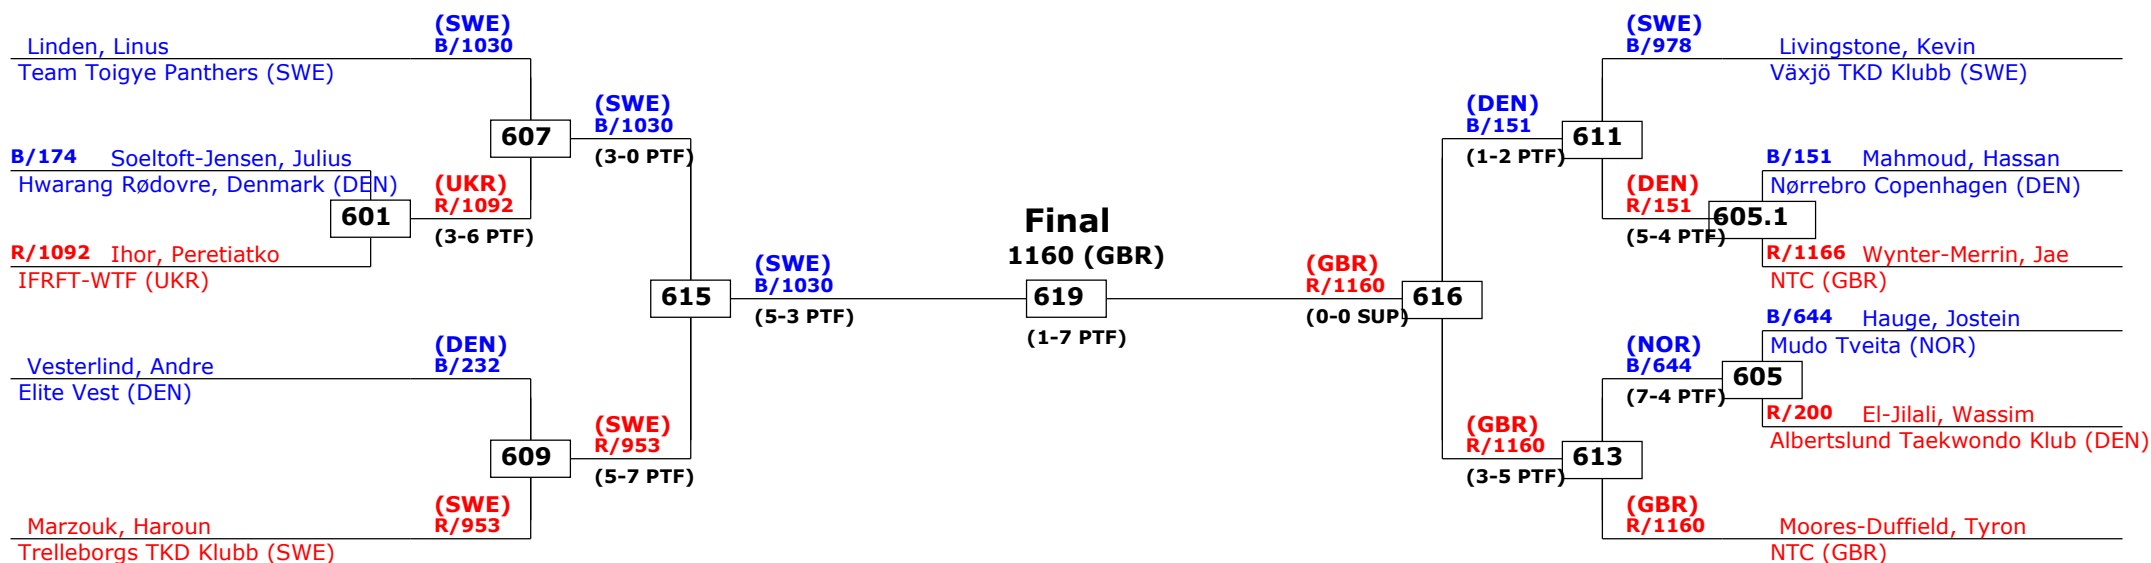 (SWE)
B/1030
Linden, Linus
Team Toigye Panthers (SWE)
607
(SWE)
B/1030
(3-0 PTF)
B/174 Soeltoft-Jensen, Julius
Hwarang Rødovre, Denmark (DEN)
601
(UKR)
R/1092
(3-6 PTF)
R/1092 Ihor, Peretiatko
IFRFT-WTF (UKR)
615
(SWE)
B/1030
(5-3 PTF)
(DEN)
B/232
Vesterlind, Andre
Elite Vest (DEN)
609
(SWE)
R/953
(5-7 PTF)
(SWE)
R/953
Marzouk, Haroun
Trelleborgs TKD Klubb (SWE)
Final
1160 (GBR)
619
(1-7 PTF)
(GBR)
R/1160
(0-0 SUP)
616
(DEN)
B/151
(1-2 PTF)
611
(SWE)
B/978
Livingstone, Kevin
Växjö TKD Klubb (SWE)
(DEN)
R/151
(5-4 PTF)
605.1
B/151 Mahmoud, Hassan
Nørrebro Copenhagen (DEN)
R/1166 Wynter-Merrin, Jae
NTC (GBR)
(GBR)
R/1160
(3-5 PTF)
613
(NOR)
B/644
(7-4 PTF)
605
B/644 Hauge, Jostein
Mudo Tveita (NOR)
R/200 El-Jilali, Wassim
Albertslund Taekwondo Klub (DEN)
(GBR)
R/1160
Moores-Duffield, Tyron
NTC (GBR)